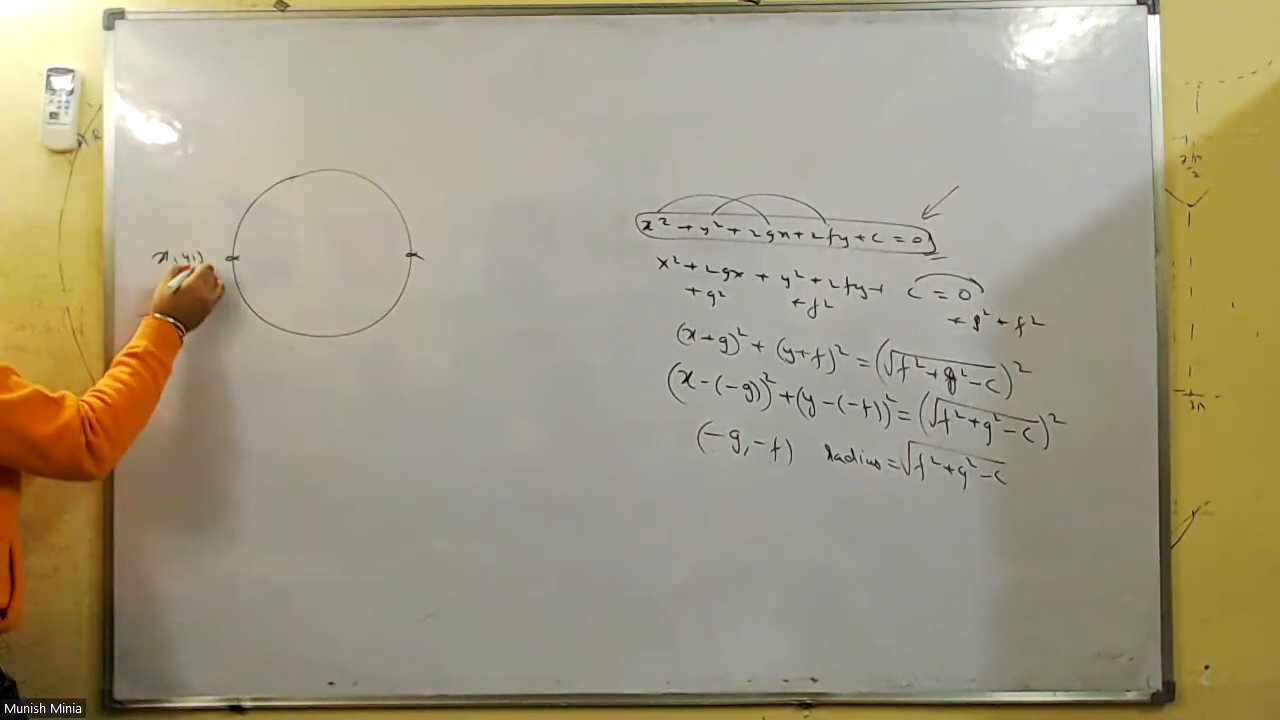 x1, y1)
x² + y² + 2gx + 2fy + c = 0
x² + 2gx + y² + 2fy + c = 0
+ g² + f² + g² + f²
(x + g)² + (y + f)² = (√f² + g² - c)²
(x - (-g))² + (y - (-f))² = (√f² + g² - c)²
(-g, -f) radius = √f² + g² - c
Munish Minia